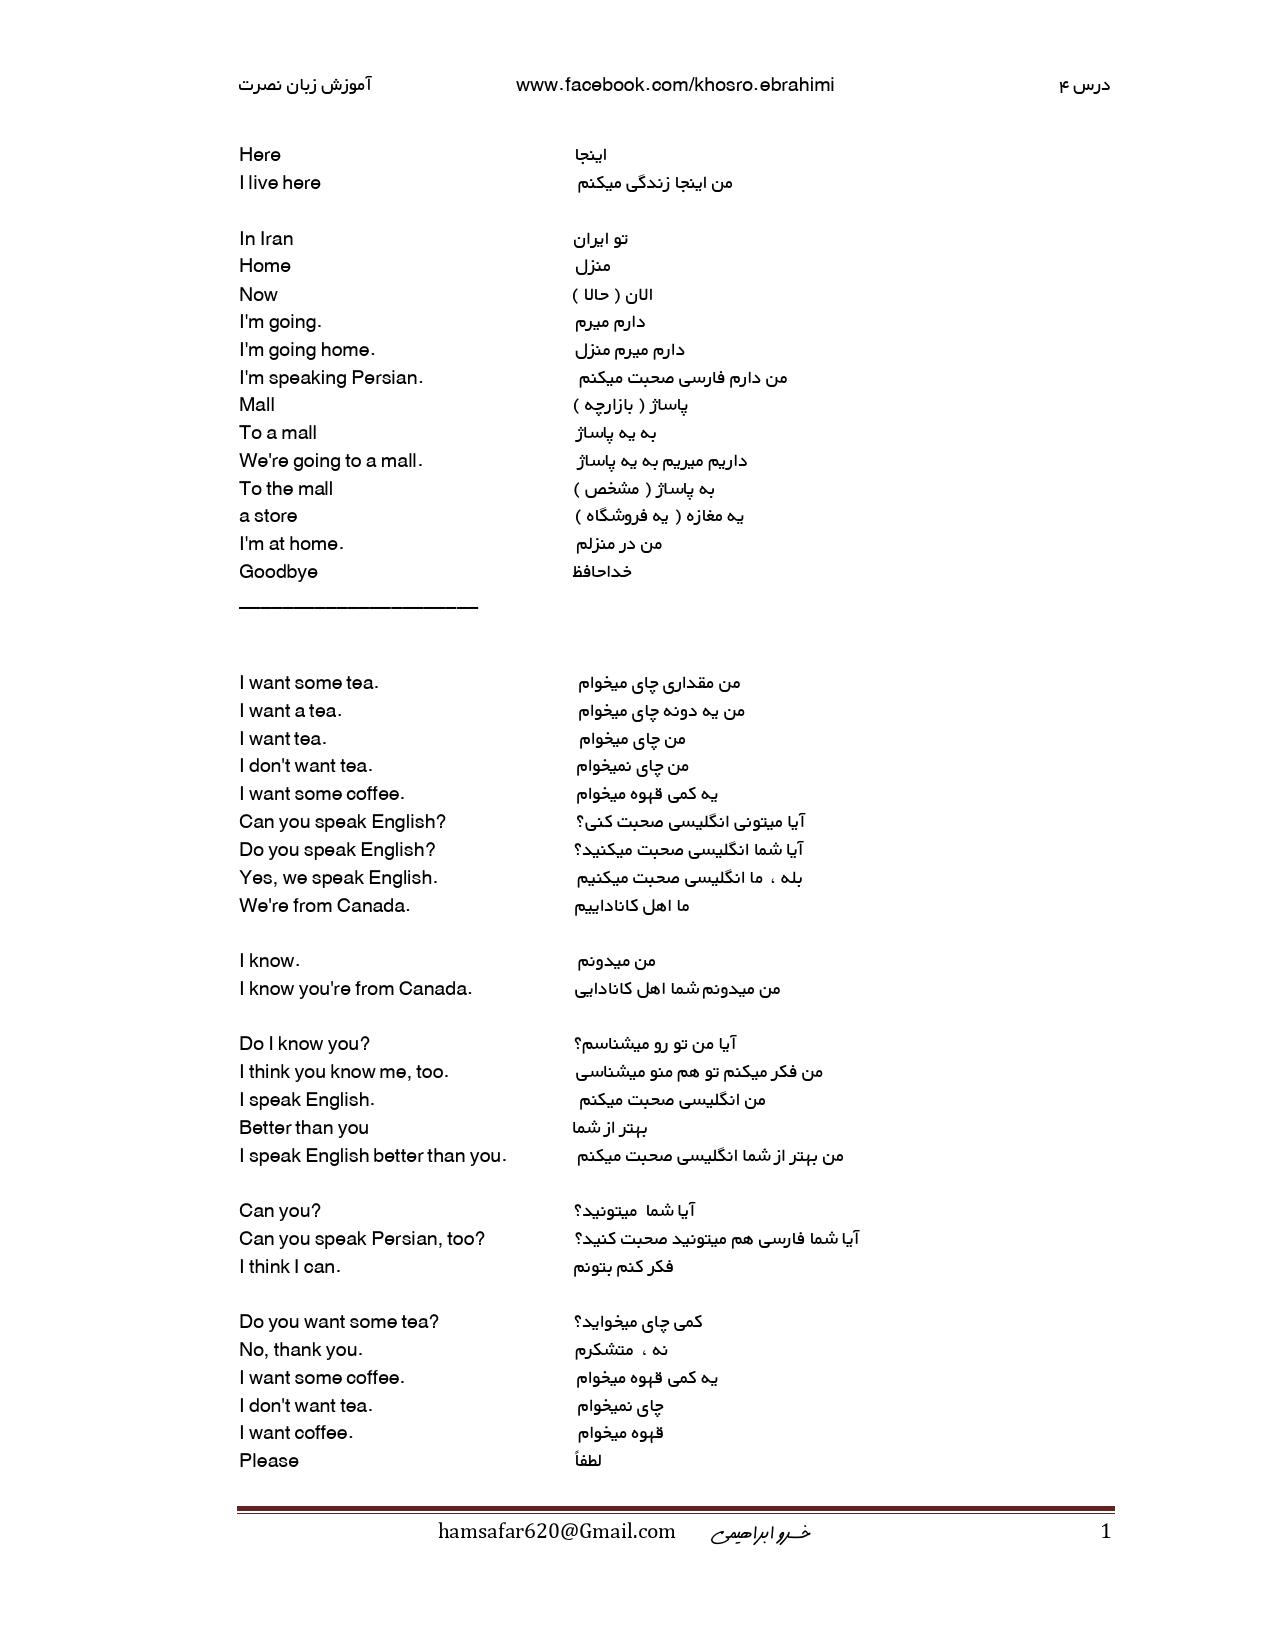 آموزش زبان نصرت www.facebook.com/khosro.ebrahimi درس ۴
Here اینجا
I live here من اینجا زندگی میکنم
In Iran تو ایران
Home منزل
Now الان ( حالا )
I'm going. دارم میرم
I'm going home. دارم میرم منزل
I'm speaking Persian. من دارم فارسی صحبت میکنم
Mall پاساژ ( بازارچه )
To a mall به یه پاساژ
We're going to a mall. داریم میریم به یه پاساژ
To the mall به پاساژ ( مشخص )
a store یه مغازه ( یه فروشگاه )
I'm at home. من در منزلم
Goodbye خداحافظ
______________________
I want some tea. من مقداری چای میخوام
I want a tea. من یه دونه چای میخوام
I want tea. من چای میخوام
I don't want tea. من چای نمیخوام
I want some coffee. یه کمی قهوه میخوام
Can you speak English? آیا میتونی انگلیسی صحبت کنی؟
Do you speak English? آیا شما انگلیسی صحبت میکنید؟
Yes, we speak English. بله ، ما انگلیسی صحبت میکنیم
We're from Canada. ما اهل کاناداییم
I know. من میدونم
I know you're from Canada. من میدونم شما اهل کانادایی
Do I know you? آیا من تو رو میشناسم؟
I think you know me, too. من فکر میکنم تو هم منو میشناسی
I speak English. من انگلیسی صحبت میکنم
Better than you بهتر از شما
I speak English better than you. من بهتر از شما انگلیسی صحبت میکنم
Can you? آیا شما میتونید؟
Can you speak Persian, too? آیا شما فارسی هم میتونید صحبت کنید؟
I think I can. فکر کنم بتونم
Do you want some tea? کمی چای میخواید؟
No, thank you. نه ، متشکرم
I want some coffee. یه کمی قهوه میخوام
I don't want tea. چای نمیخوام
I want coffee. قهوه میخوام
Please لطفاً
hamsafar620@Gmail.com خسرو ابراهیمی 1